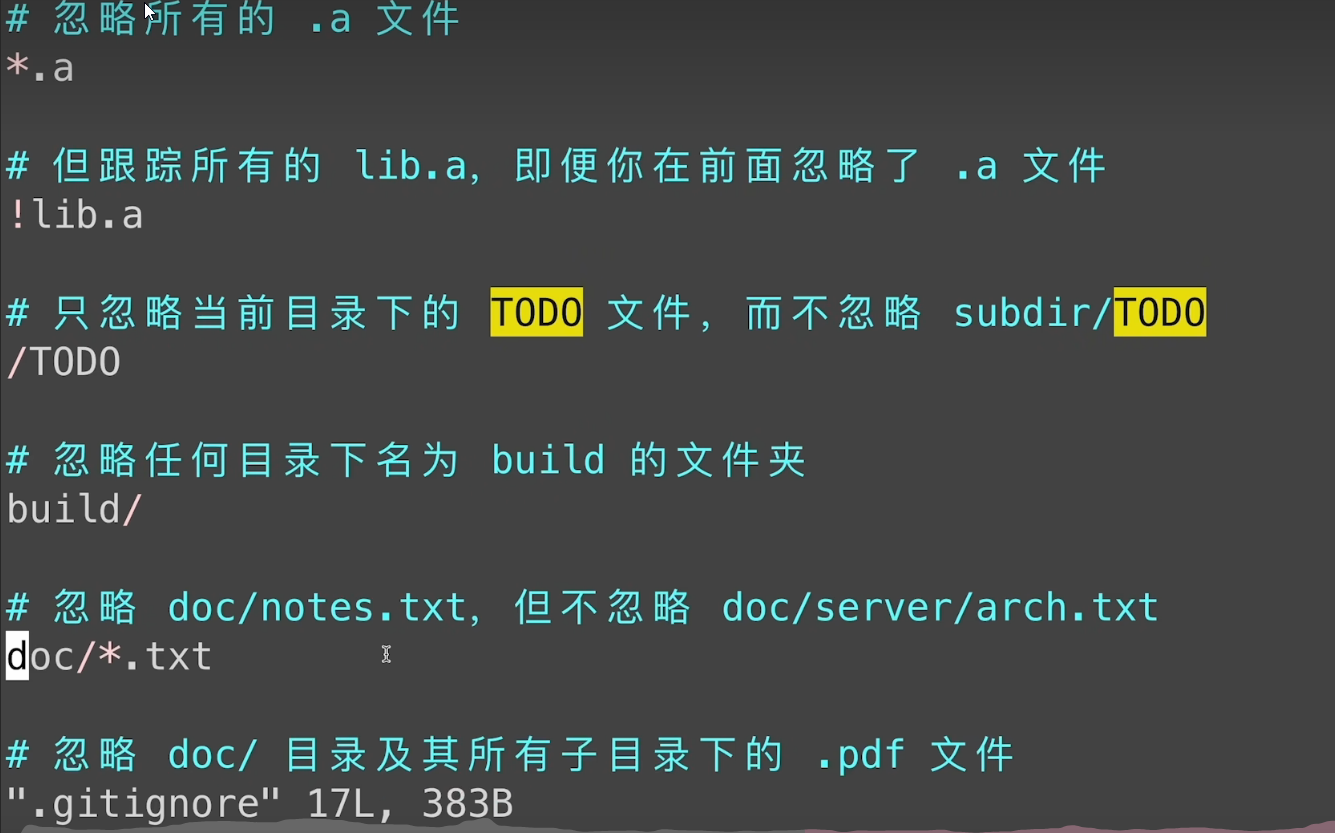 # 忽略所有的 .a 文件
*.a
# 但跟踪所有的 lib.a, 即便你在前面忽略了 .a 文件
!lib.a
# 只忽略当前目录下的 TODO 文件, 而不忽略 subdir/TODO
/TODO
# 忽略任何目录下名为 build 的文件夹
build/
# 忽略 doc/notes.txt, 但不忽略 doc/server/arch.txt
doc/*.txt
# 忽略 doc/ 目录及其所有子目录下的 .pdf 文件
".gitignore" 17L, 383B